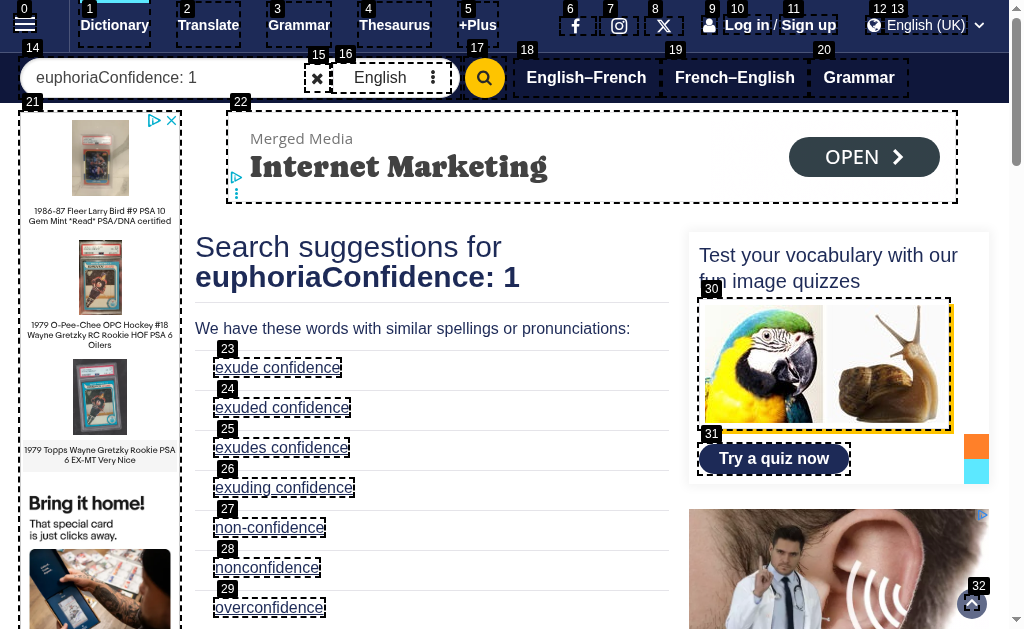 0 1 2 3 4 5 6 7 8 9 10 11 12 13
Dictionary Translate Grammar Thesaurus +Plus Log in / Sign up English (UK)
14 15 16 17 18 19 20
euphoriaConfidence: 1 English English–French French–English Grammar
21 22
Merged Media
Internet Marketing
OPEN
1986-87 Fleer Larry Bird #9 PSA 10
Gem Mint *Read* PSA/DNA certified
1979 O-Pee-Chee OPC Hockey #18
Wayne Gretzky RC Rookie HOF PSA 6
Oilers
1979 Topps Wayne Gretzky Rookie PSA
6 EX-MT Very Nice
Bring it home!
That special card
is just clicks away.
Search suggestions for
euphoriaConfidence: 1
We have these words with similar spellings or pronunciations:
23
exude confidence
24
exuded confidence
25
exudes confidence
26
exuding confidence
27
non-confidence
28
nonconfidence
29
overconfidence
Test your vocabulary with our
fun image quizzes
30
31
Try a quiz now
32